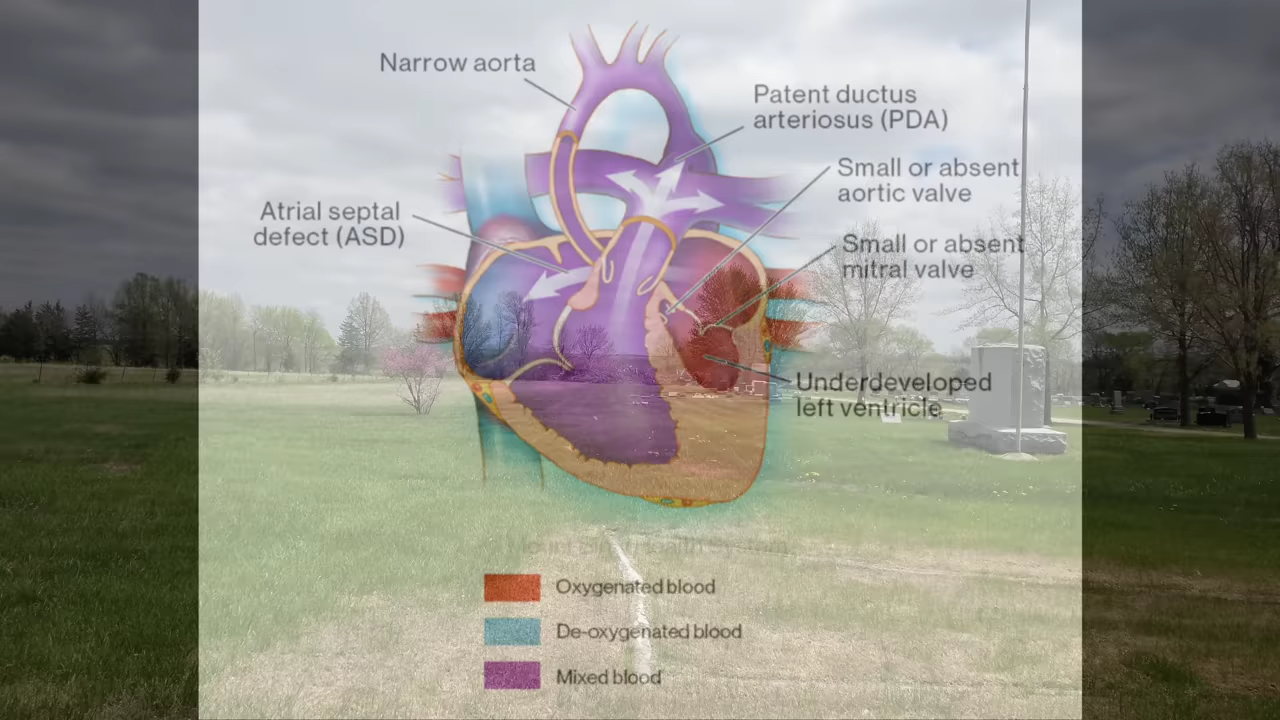 Narrow aorta
Patent ductus
arteriosus (PDA)
Small or absent
aortic valve
Atrial septal
defect (ASD)
Small or absent
mitral valve
Underdeveloped
left ventricle
Oxygenated blood
De-oxygenated blood
Mixed blood